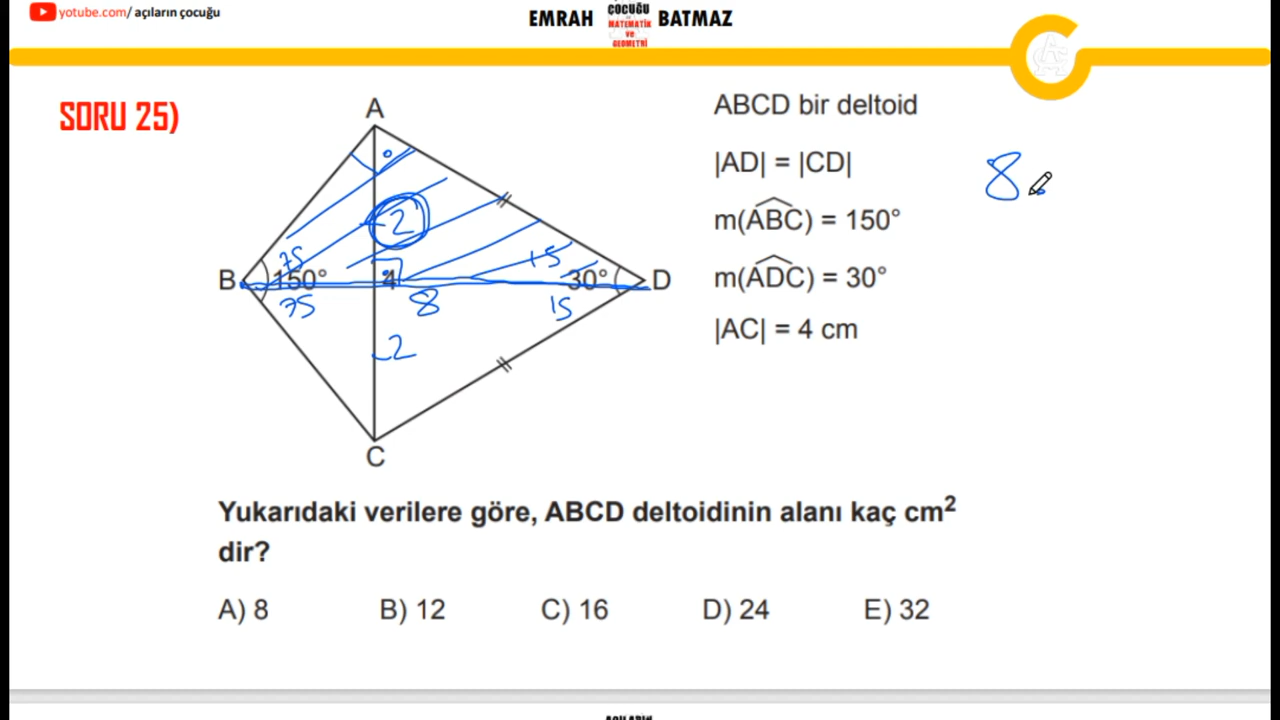 yotube.com/ açıların çocuğu
EMRAH ÇOCUĞU BATMAZ
MATEMATİK
ve
GEOMETRİ
SORU 25)
A
ABCD bir deltoid
|AD| = |CD|
8
m(ABC) = 150°
2
75
15
B
150°
4
30°
D
m(ADC) = 30°
75
8
15
2
|AC| = 4 cm
C
Yukarıdaki verilere göre, ABCD deltoidinin alanı kaç cm²
dir?
A) 8 B) 12 C) 16 D) 24 E) 32